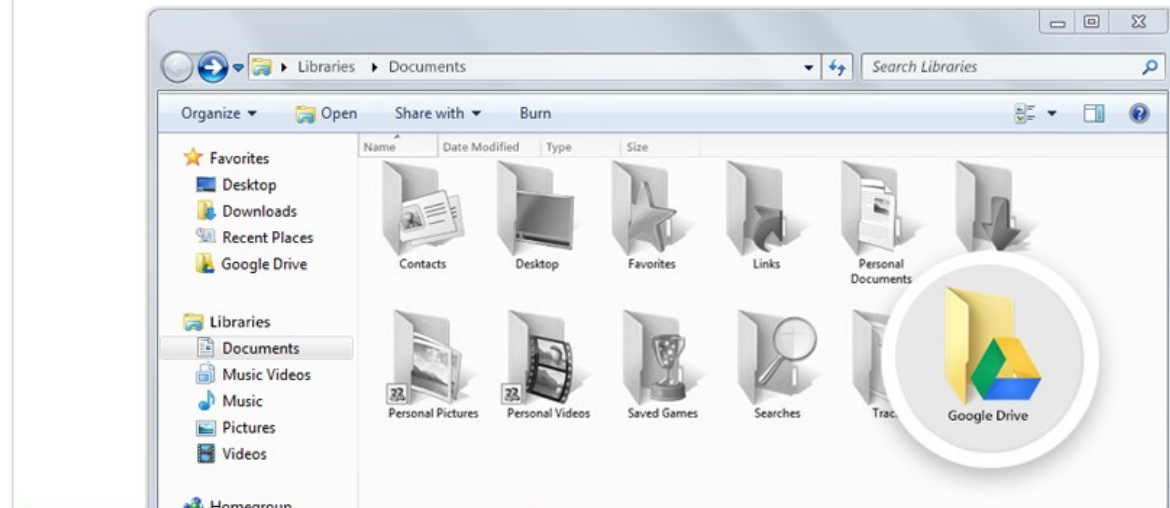 Libraries Documents
Search Libraries
Organize Open Share with Burn
Name Date Modified Type Size
Favorites
Desktop
Downloads
Recent Places
Google Drive
Libraries
Documents
Music Videos
Music
Pictures
Videos
Homegroup
Contacts
Desktop
Favorites
Links
Personal
Documents
Personal Pictures
Personal Videos
Saved Games
Searches
Google Drive